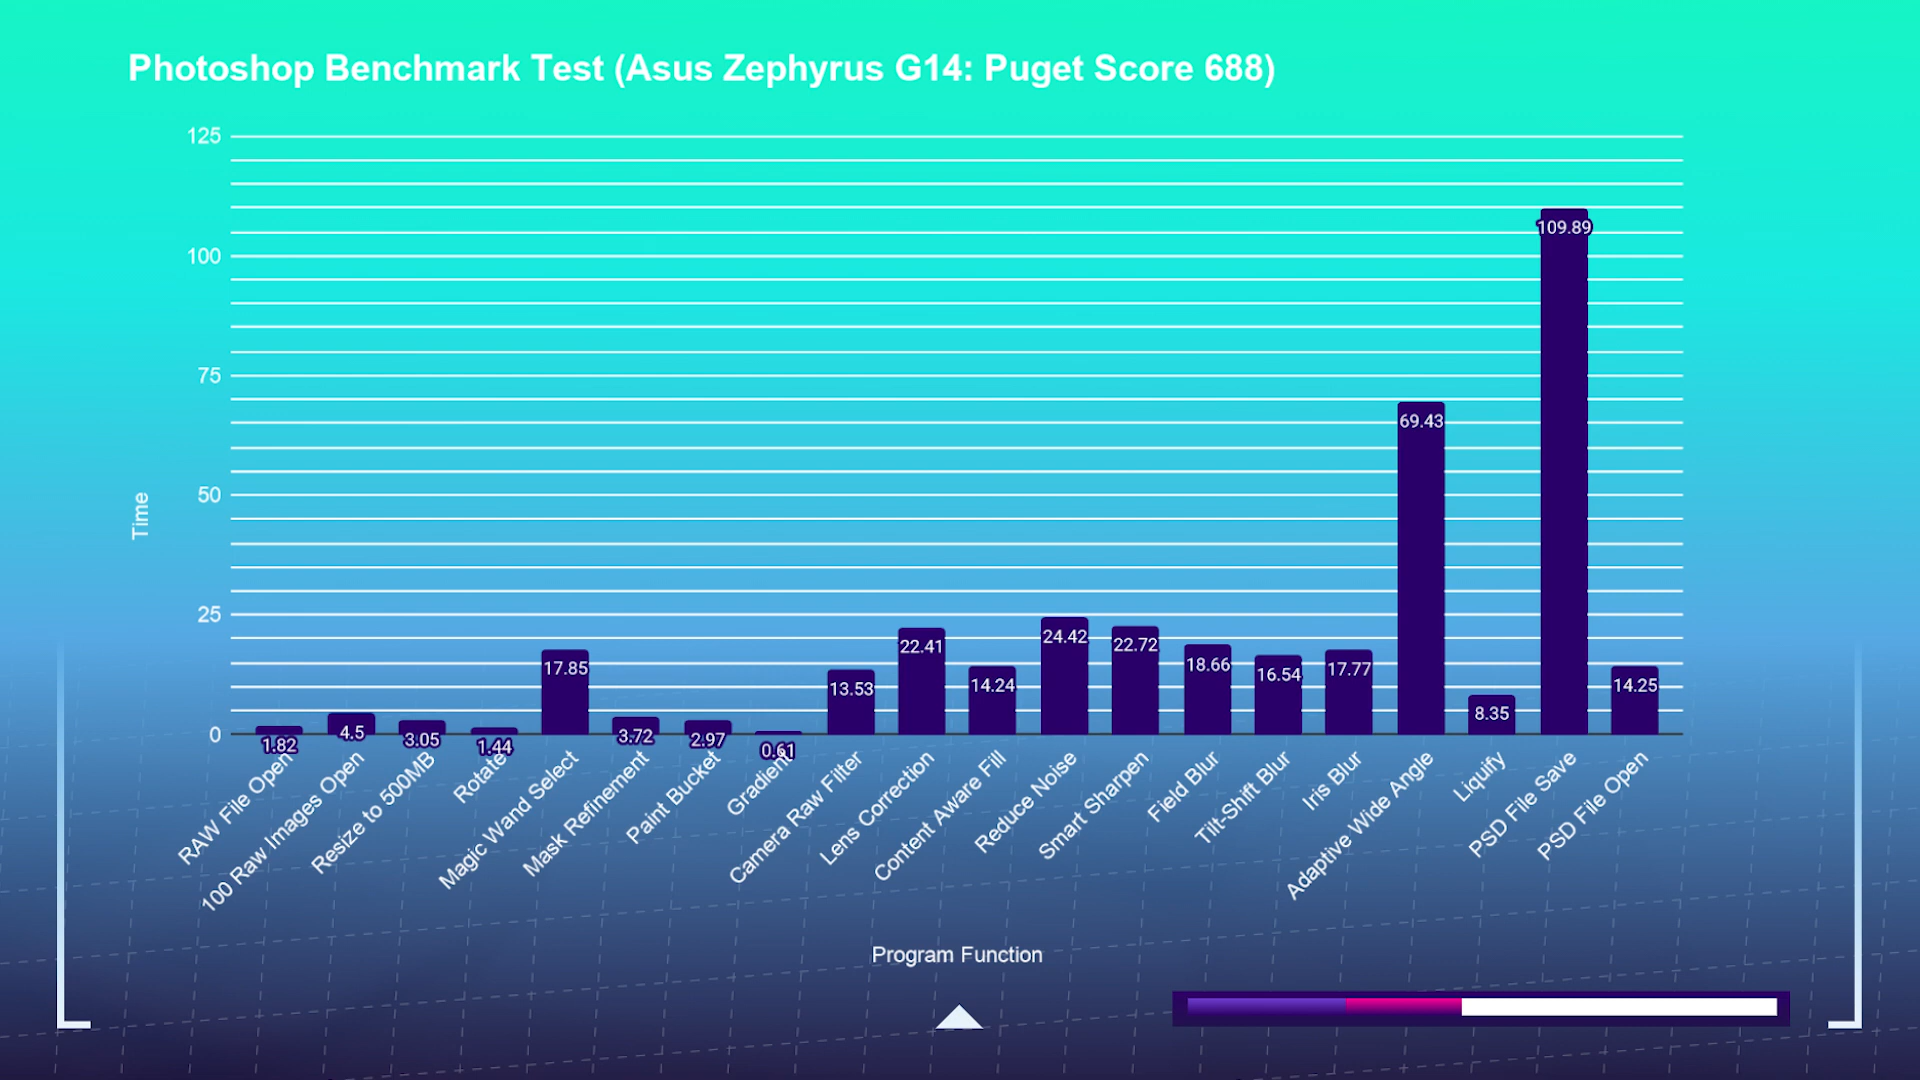 Photoshop Benchmark Test (Asus Zephyrus G14: Puget Score 688)
125
100
75
50
25
0
Time
1.82
4.5
3.05
1.44
17.85
3.72
2.97
0.61
13.53
22.41
14.24
24.42
22.72
18.66
16.54
17.77
69.43
8.35
109.89
14.25
RAW File Open
100 Raw Images Open
Resize to 500MB
Rotate
Magic Wand Select
Mask Refinement
Paint Bucket
Gradient
Camera Raw Filter
Lens Correction
Content Aware Fill
Reduce Noise
Smart Sharpen
Field Blur
Tilt-Shift Blur
Iris Blur
Adaptive Wide Angle
Liquify
PSD File Save
PSD File Open
Program Function